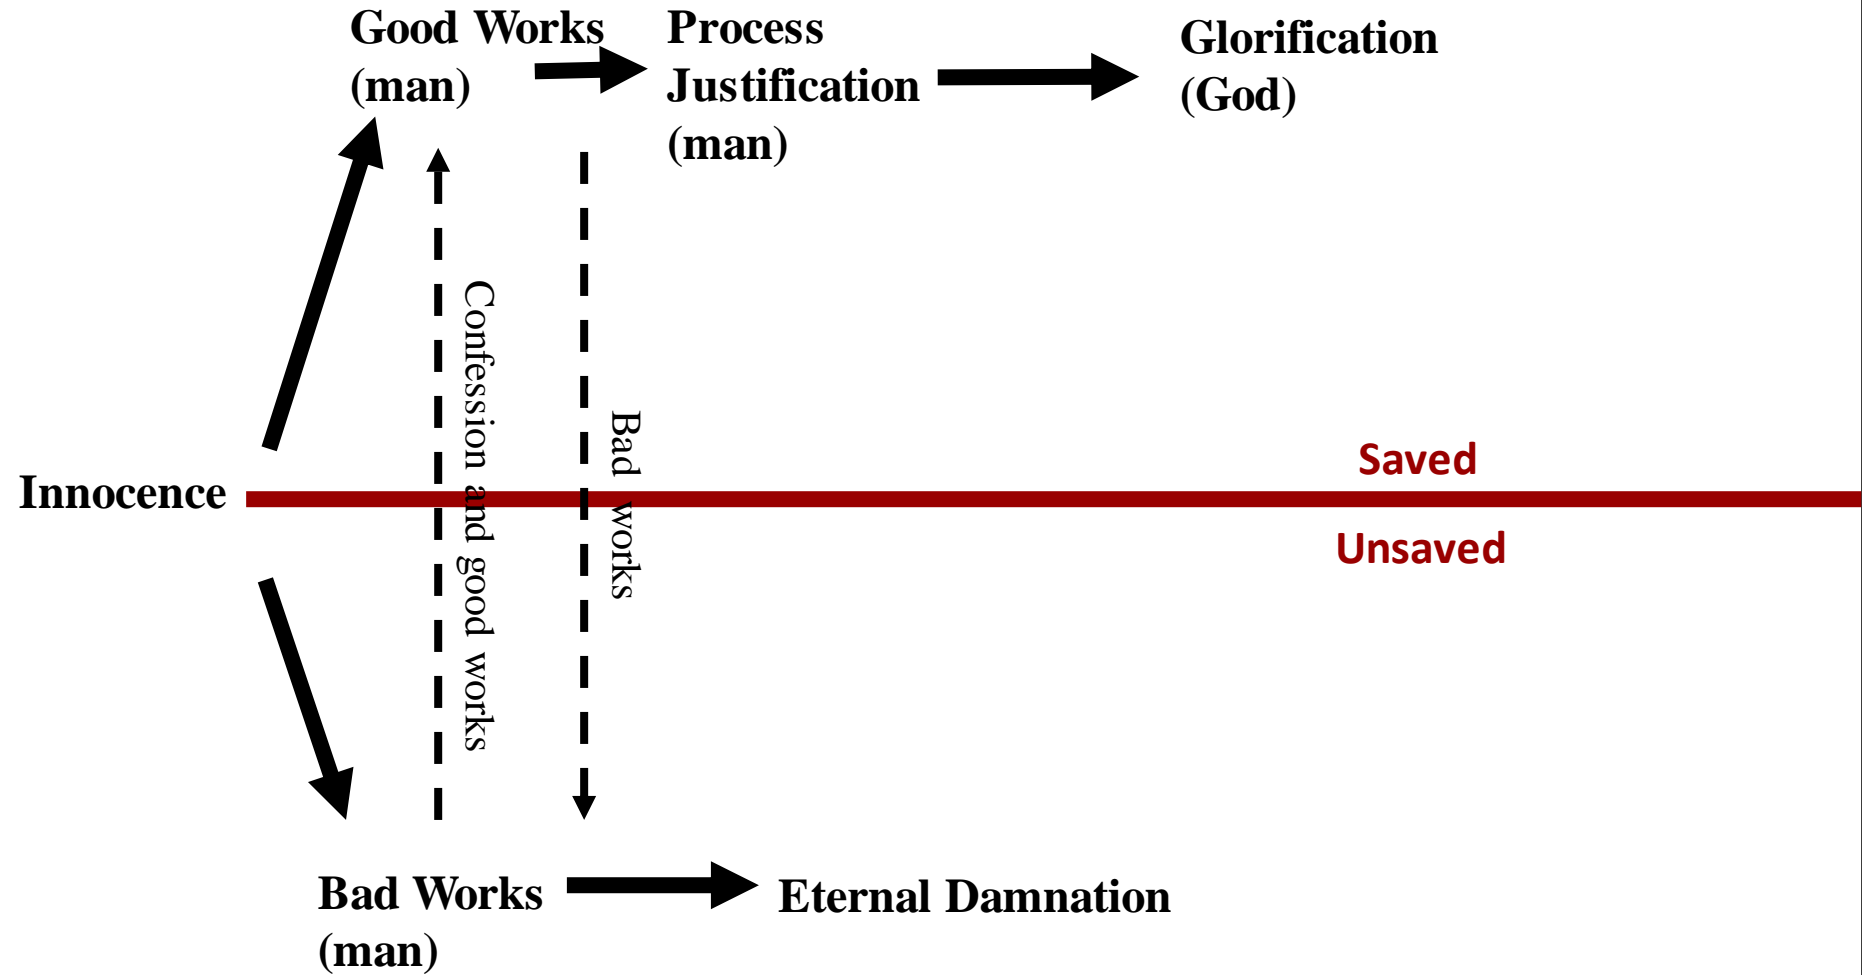 Good Works
(man)
Process
Justification
(man)
Glorification
(God)
Confession and good works
Bad works
Innocence
Saved
Unsaved
Bad Works
(man)
Eternal Damnation